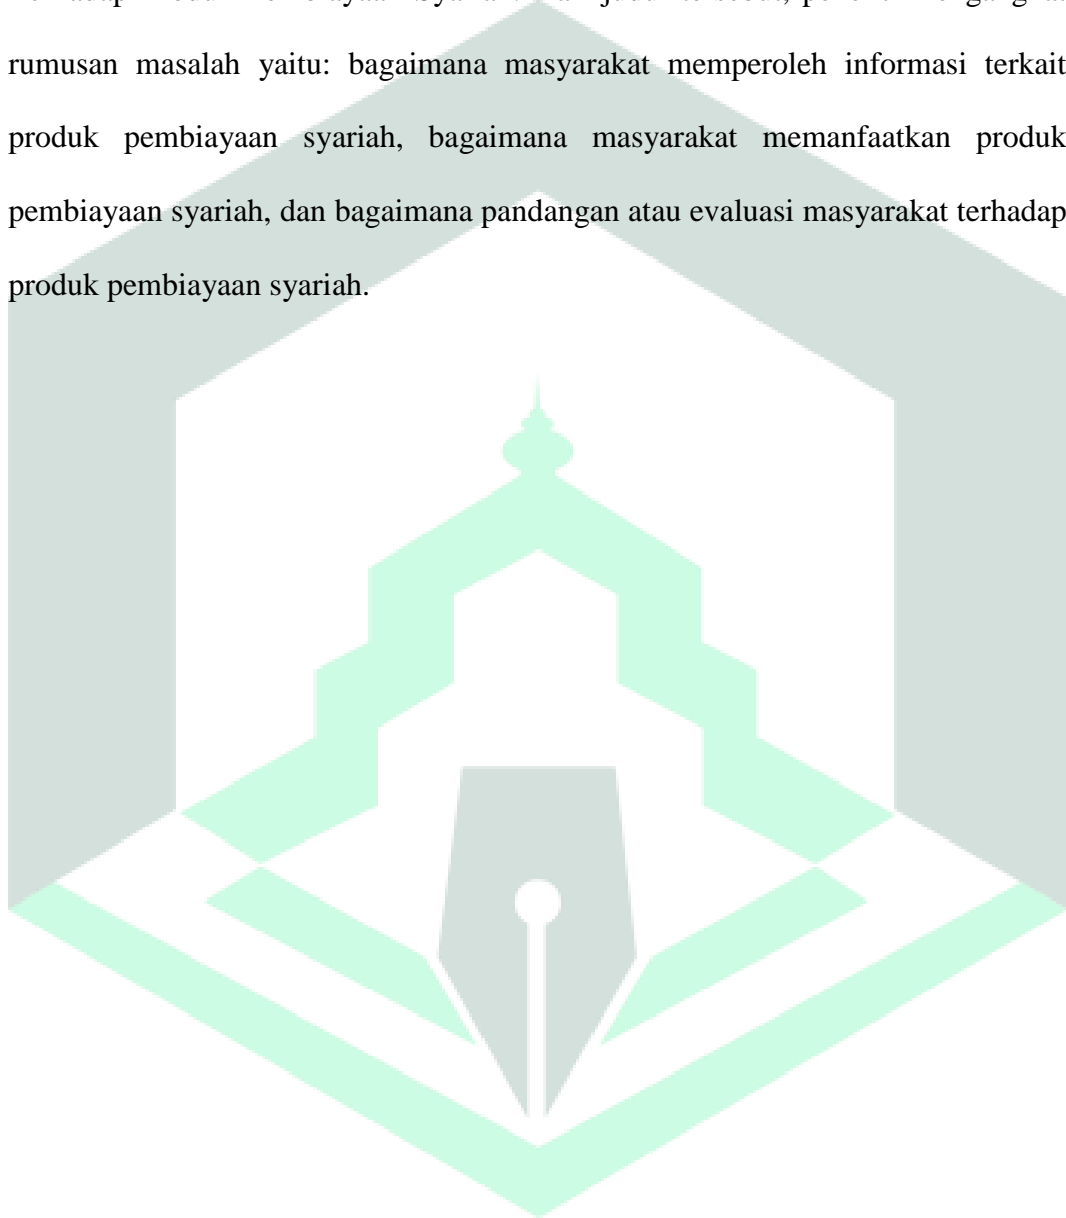 rumusan masalah yaitu: bagaimana masyarakat memperoleh informasi terkait
produk pembiayaan syariah, bagaimana masyarakat memanfaatkan produk
pembiayaan syariah, dan bagaimana pandangan atau evaluasi masyarakat terhadap
produk pembiayaan syariah.